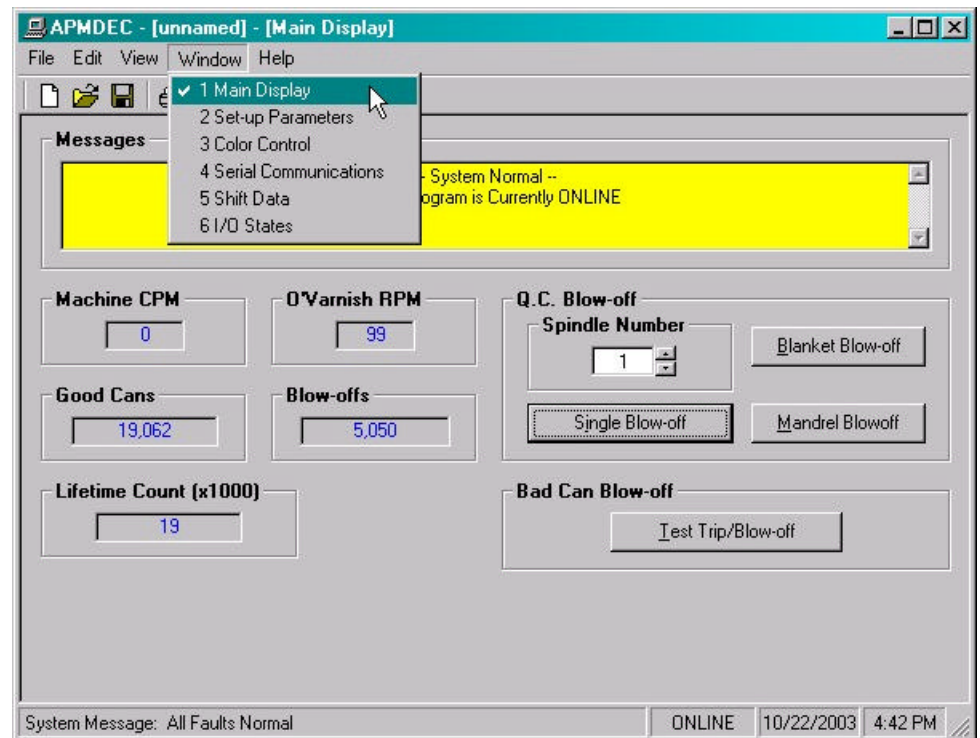 APMDEC - [unnamed] - [Main Display]
File Edit View Window Help
1 Main Display
2 Set-up Parameters
3 Color Control
4 Serial Communications
5 Shift Data
6 I/O States
Messages
System Normal --
is Currently ONLINE
Machine CPM
0
O'Varnish RPM
99
Good Cans
19,062
Blow-offs
5,050
Lifetime Count (x1000)
19
Q.C. Blow-off
Spindle Number
1
Blanket Blow-off
Single Blow-off
Mandrel Blowoff
Bad Can Blow-off
Test Trip/Blow-off
System Message: All Faults Normal
ONLINE
10/22/2003
4:42 PM